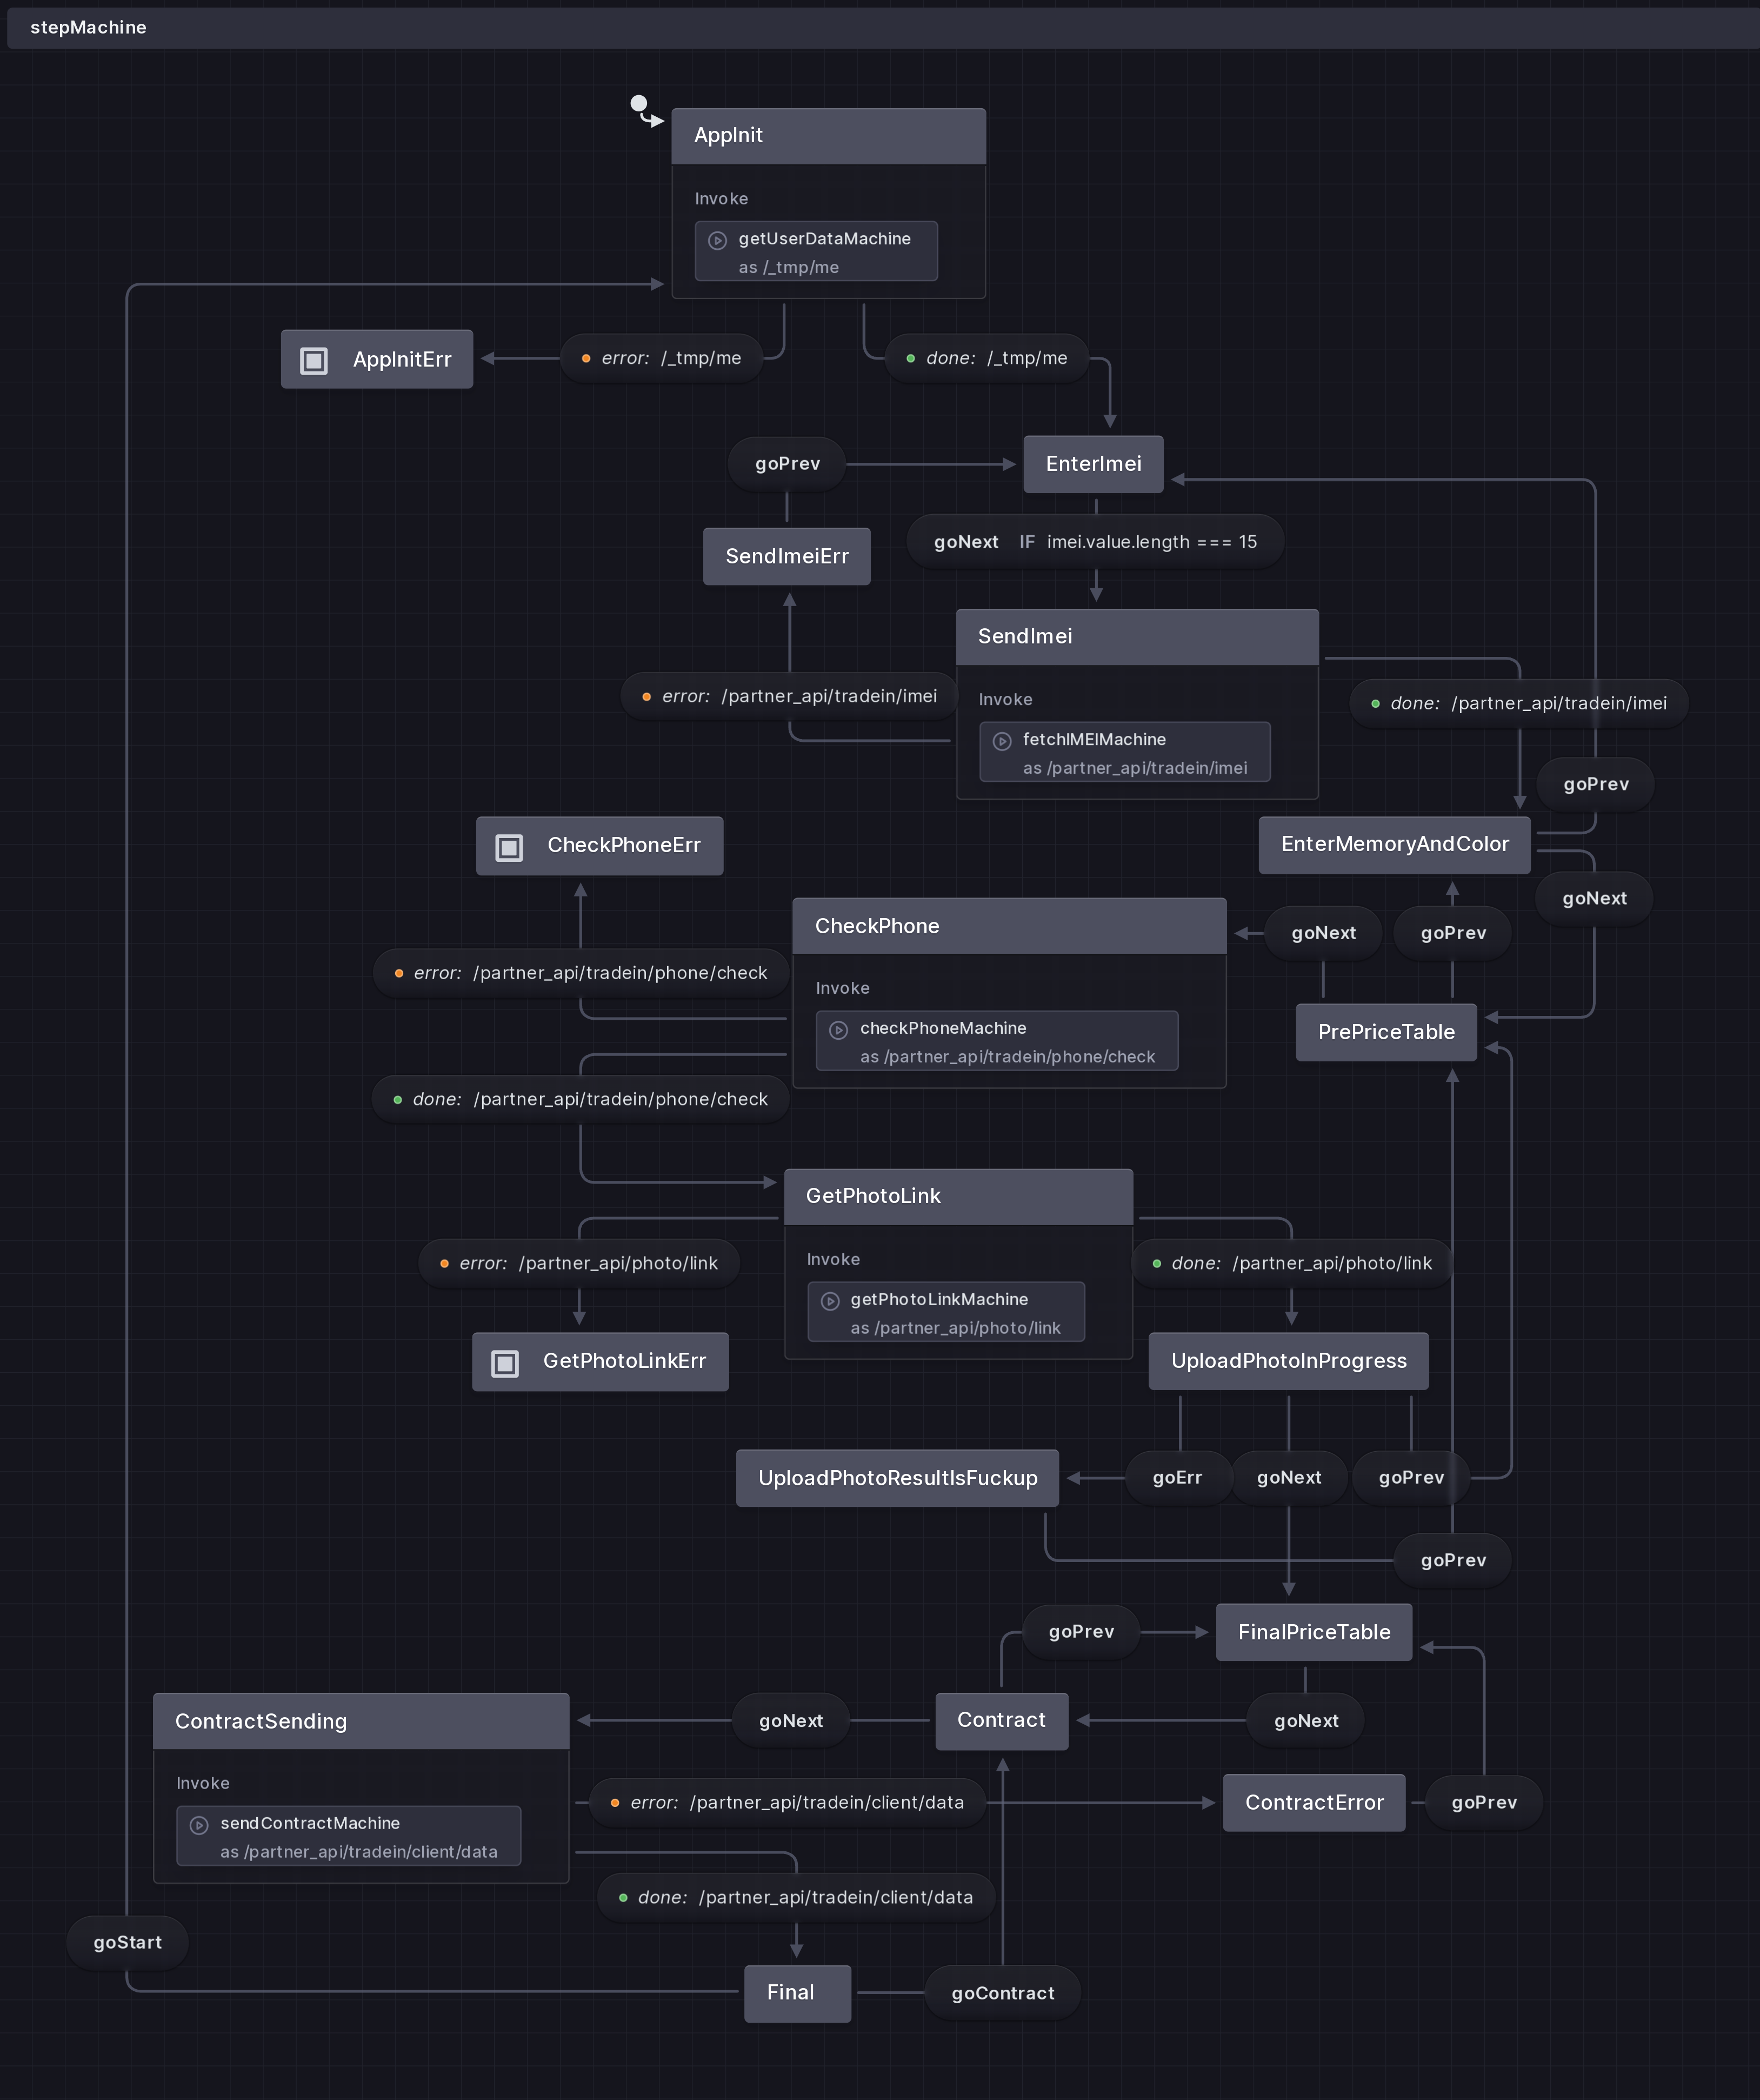 stepMachine
AppInit
Invoke
getUserDataMachine
as /_tmp/me
AppInitErr
error: /_tmp/me
done: /_tmp/me
goPrev
EnterImei
SendImeiErr
goNext IF imei.value.length === 15
SendImei
error: /partner_api/tradein/imei
Invoke
fetchIMEIMachine
as /partner_api/tradein/imei
done: /partner_api/tradein/imei
goPrev
CheckPhoneErr
EnterMemoryAndColor
goNext
CheckPhone
goNext
goPrev
error: /partner_api/tradein/phone/check
Invoke
checkPhoneMachine
as /partner_api/tradein/phone/check
PrePriceTable
done: /partner_api/tradein/phone/check
GetPhotoLink
error: /partner_api/photo/link
Invoke
getPhotoLinkMachine
as /partner_api/photo/link
done: /partner_api/photo/link
GetPhotoLinkErr
UploadPhotoInProgress
UploadPhotoResultIsFuckup
goErr
goNext
goPrev
goPrev
goPrev
FinalPriceTable
ContractSending
goNext
Contract
goNext
Invoke
sendContractMachine
as /partner_api/tradein/client/data
error: /partner_api/tradein/client/data
ContractError
goPrev
done: /partner_api/tradein/client/data
goStart
Final
goContract